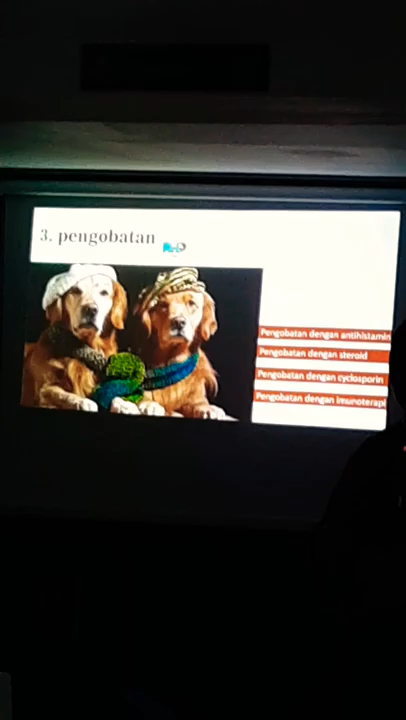 3. pengobatan
Pengobatan dengan antihistamin
Pengobatan dengan steroid
Pengobatan dengan cyclosporin
Pengobatan dengan imunoterapi